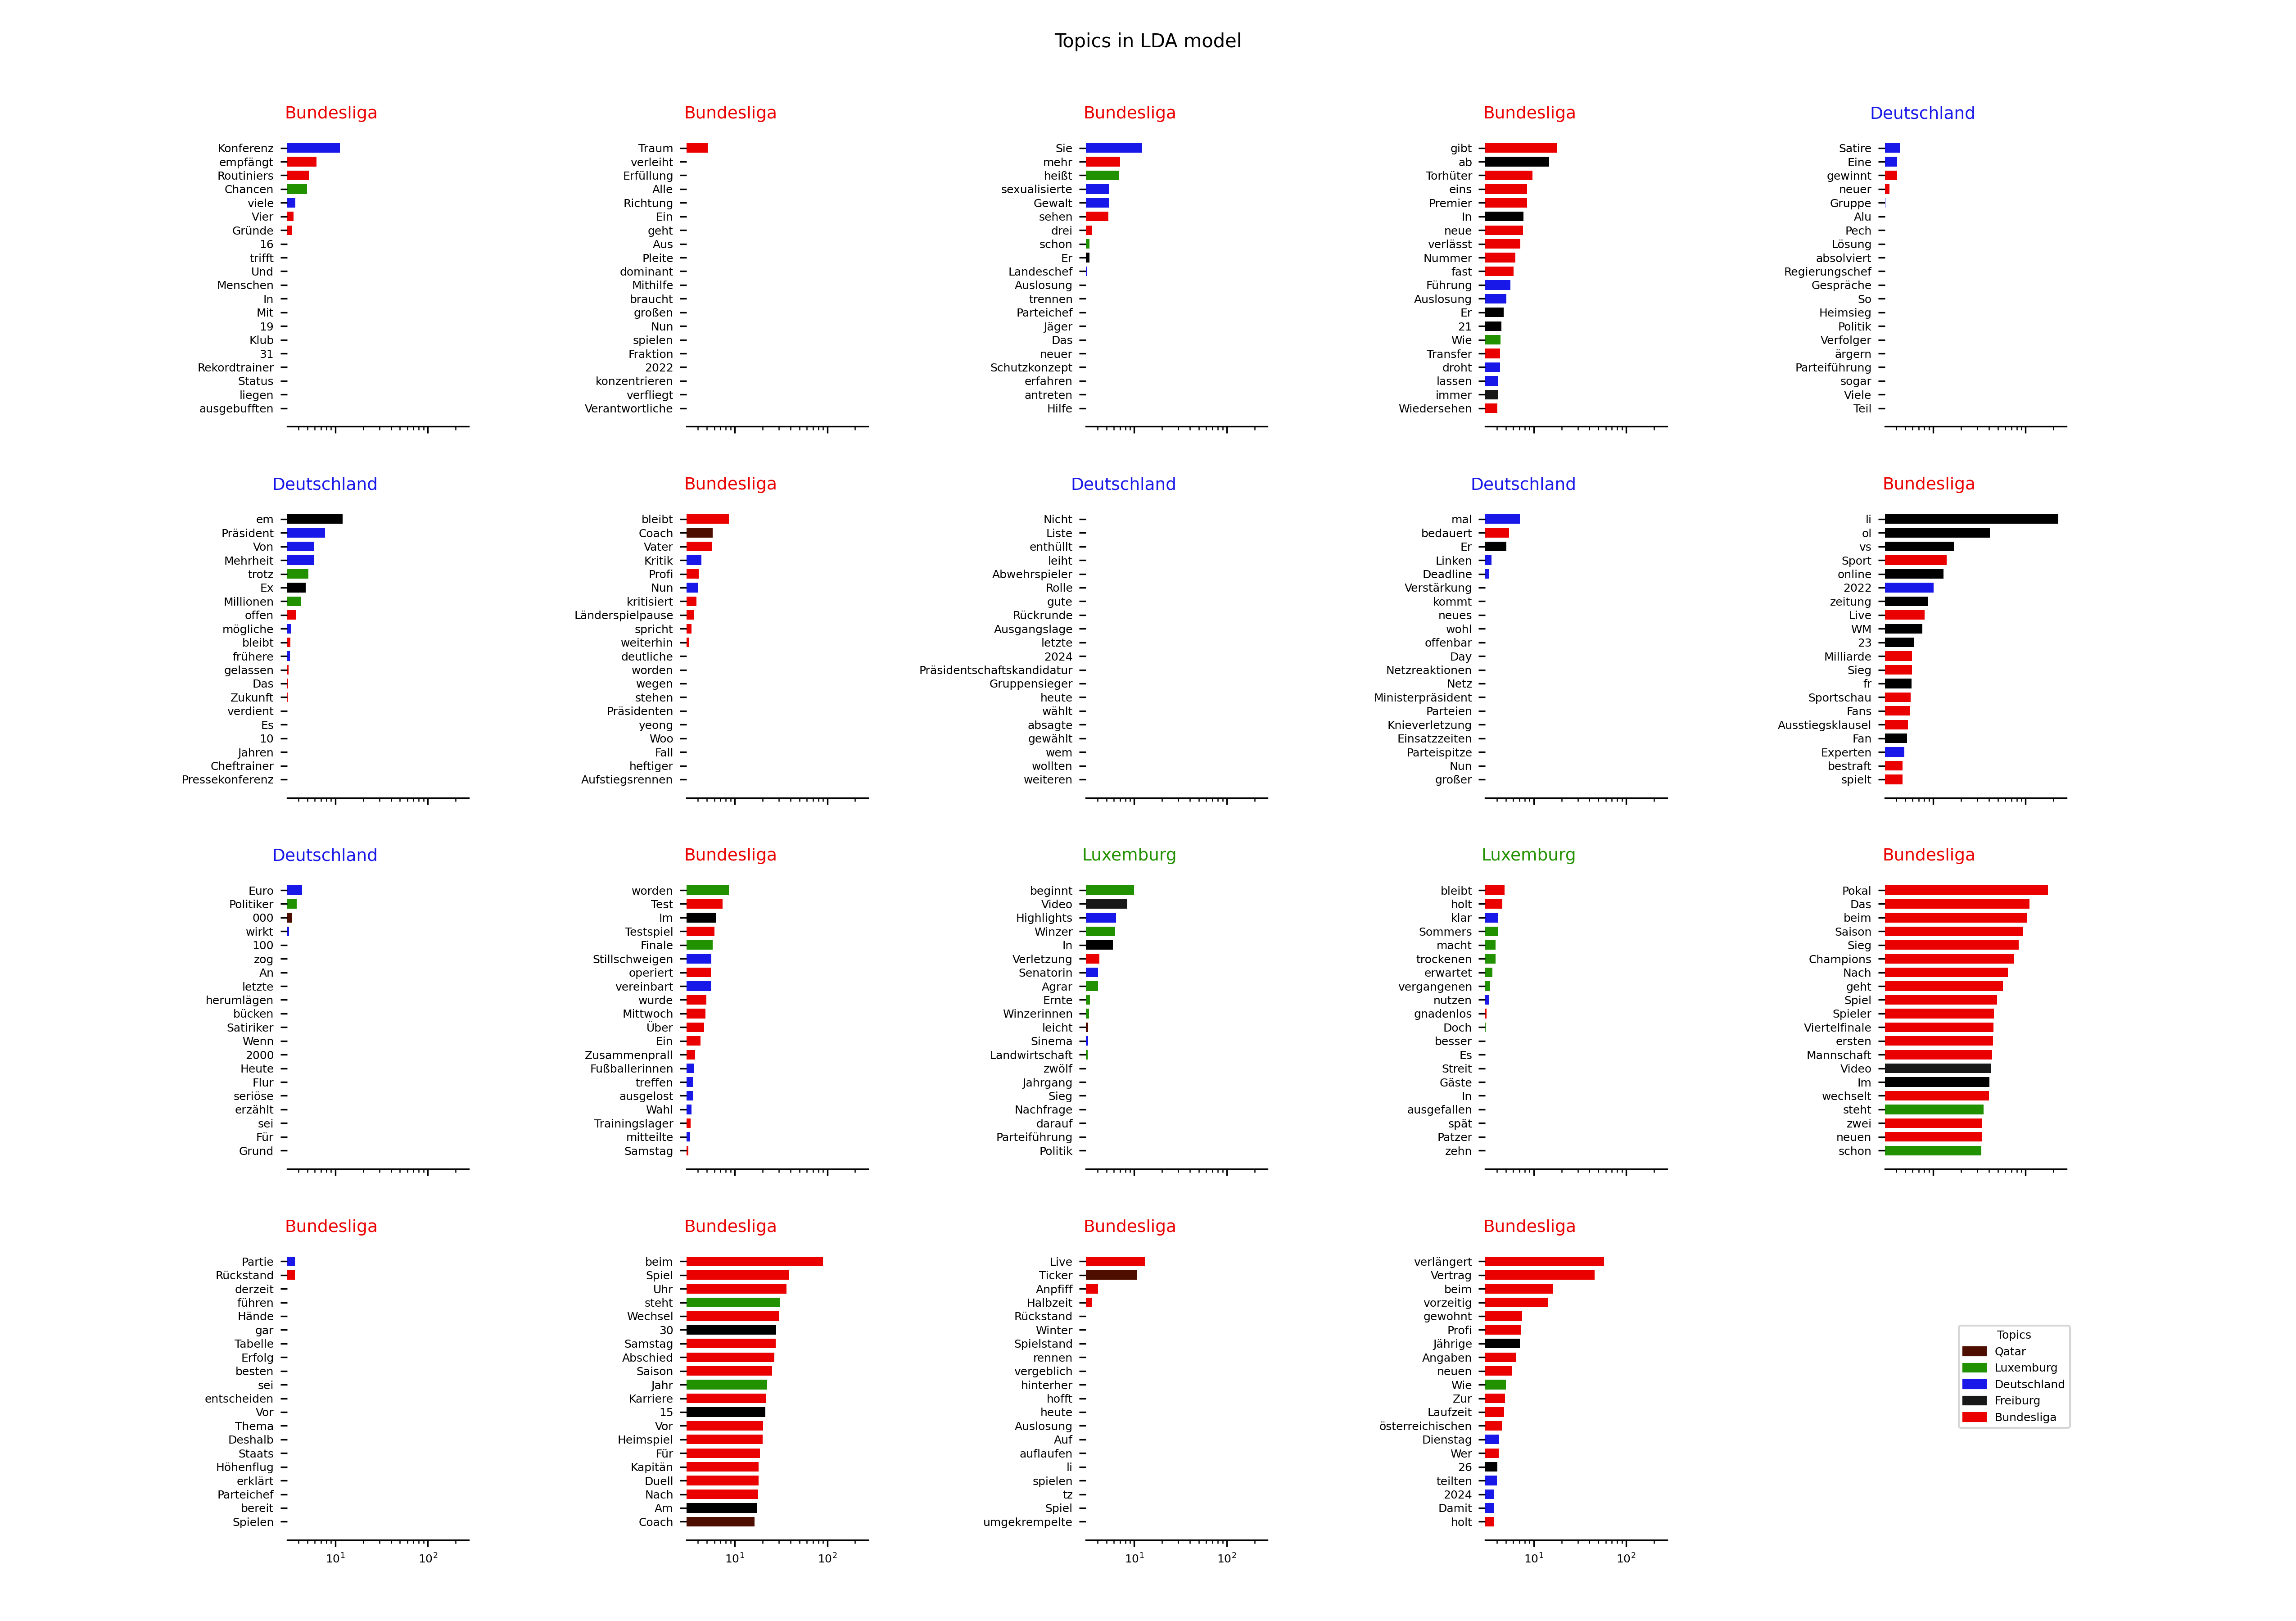 Topics in LDA model
Bundesliga
Konferenz
empfängt
Routiniers
Chancen
viele
Vier
Gründe
16
trifft
Und
Menschen
In
Mit
19
Klub
31
Rekordtrainer
Status
liegen
ausgebufften
Bundesliga
Traum
verleiht
Erfüllung
Alle
Richtung
Ein
geht
Aus
Pleite
dominant
Mithilfe
braucht
großen
Nun
spielen
Fraktion
2022
konzentrieren
verfliegt
Verantwortliche
Bundesliga
Sie
mehr
heißt
sexualisierte
Gewalt
sehen
drei
schon
Er
Landeschef
Auslosung
trennen
Parteichef
Jäger
Das
neuer
Schutzkonzept
erfahren
antreten
Hilfe
Bundesliga
gibt
ab
Torhüter
eins
Premier
In
neue
verlässt
Nummer
fast
Führung
Auslosung
Er
21
Wie
Transfer
droht
lassen
immer
Wiedersehen
Deutschland
Satire
Eine
gewinnt
neuer
Gruppe
Alu
Pech
Lösung
absolviert
Regierungschef
Gespräche
So
Heimsieg
Politik
Verfolger
ärgern
Parteiführung
sogar
Viele
Teil
Deutschland
em
Präsident
Von
Mehrheit
trotz
Ex
Millionen
offen
mögliche
bleibt
frühere
gelassen
Das
Zukunft
verdient
Es
10
Jahren
Cheftrainer
Pressekonferenz
Bundesliga
bleibt
Coach
Vater
Kritik
Profi
Nun
kritisiert
Länderspielpause
spricht
weiterhin
deutliche
worden
wegen
stehen
Präsidenten
yeong
Woo
Fall
heftiger
Aufstiegsrennen
Deutschland
Nicht
Liste
enthüllt
leiht
Abwehrspieler
Rolle
gute
Rückrunde
Ausgangslage
letzte
2024
Präsidentschaftskandidatur
Gruppensieger
heute
wählt
absagte
gewählt
wem
wollten
weiteren
Deutschland
mal
bedauert
Er
Linken
Deadline
Verstärkung
kommt
neues
wohl
offenbar
Day
Netzreaktionen
Netz
Ministerpräsident
Parteien
Knieverletzung
Einsatzzeiten
Parteispitze
Nun
großer
Bundesliga
li
ol
vs
Sport
online
2022
zeitung
Live
WM
23
Milliarde
Sieg
fr
Sportschau
Fans
Ausstiegsklausel
Fan
Experten
bestraft
spielt
Deutschland
Euro
Politiker
000
wirkt
100
zog
An
letzte
herumlägen
bücken
Satiriker
Wenn
2000
Heute
Flur
seriöse
erzählt
sei
Für
Grund
Bundesliga
worden
Test
Im
Testspiel
Finale
Stillschweigen
operiert
vereinbart
wurde
Mittwoch
Über
Ein
Zusammenprall
Fußballerinnen
treffen
ausgelost
Wahl
Trainingslager
mitteilte
Samstag
Luxemburg
beginnt
Video
Highlights
Winzer
In
Verletzung
Senatorin
Agrar
Ernte
Winzerinnen
leicht
Sinema
Landwirtschaft
zwölf
Jahrgang
Sieg
Nachfrage
darauf
Parteiführung
Politik
Luxemburg
bleibt
holt
klar
Sommers
macht
trockenen
erwartet
vergangenen
nutzen
gnadenlos
Doch
besser
Es
Streit
Gäste
In
ausgefallen
spät
Patzer
zehn
Bundesliga
Pokal
Das
beim
Saison
Sieg
Champions
Nach
geht
Spiel
Spieler
Viertelfinale
ersten
Mannschaft
Video
Im
wechselt
steht
zwei
neuen
schon
Bundesliga
Partie
Rückstand
derzeit
führen
Hände
gar
Tabelle
Erfolg
besten
sei
entscheiden
Vor
Thema
Deshalb
Staats
Höhenflug
erklärt
Parteichef
bereit
Spielen
10¹ 10²
Bundesliga
beim
Spiel
Uhr
steht
Wechsel
30
Samstag
Abschied
Saison
Jahr
Karriere
15
Vor
Heimspiel
Für
Kapitän
Duell
Nach
Am
Coach
10¹ 10²
Bundesliga
Live
Ticker
Anpfiff
Halbzeit
Rückstand
Winter
Spielstand
rennen
vergeblich
hinterher
hofft
heute
Auslosung
Auf
auflaufen
li
spielen
tz
Spiel
umgekrempelte
10¹ 10²
Bundesliga
verlängert
Vertrag
beim
vorzeitig
gewohnt
Profi
Jährige
Angaben
neuen
Wie
Zur
Laufzeit
österreichischen
Dienstag
Wer
26
teilten
2024
Damit
holt
10¹ 10²
Topics
Qatar
Luxemburg
Deutschland
Freiburg
Bundesliga